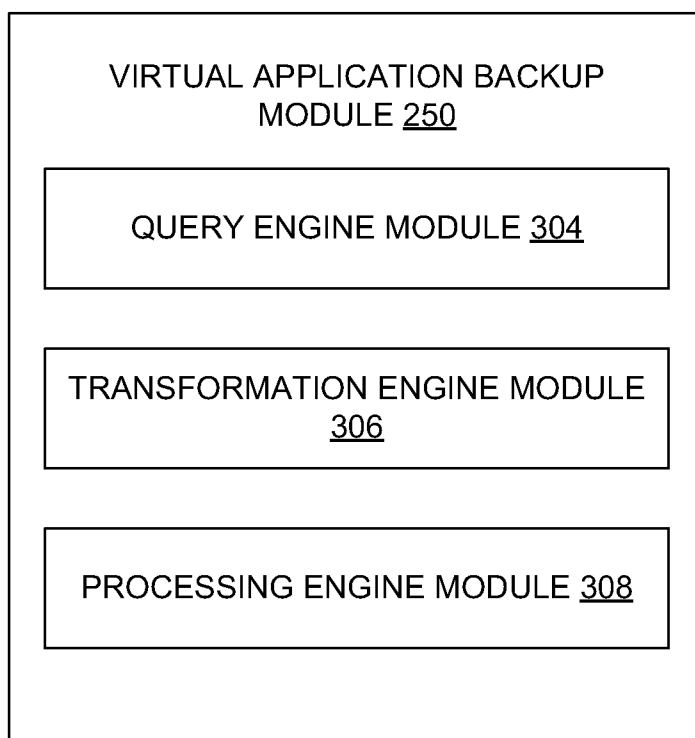 VIRTUAL APPLICATION BACKUP
MODULE 250
QUERY ENGINE MODULE 304
TRANSFORMATION ENGINE MODULE
306
PROCESSING ENGINE MODULE 308